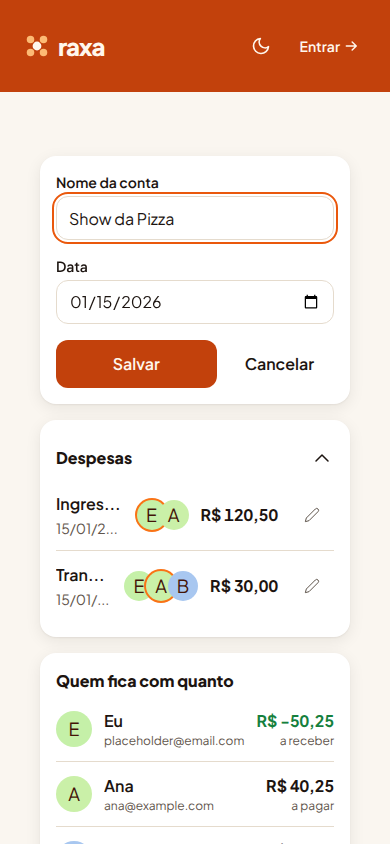 raxa
Entrar →
Nome da conta
Show da Pizza
Data
01/15/2026
Salvar
Cancelar
Despesas
Ingres...
E A
R$ 120,50
15/01/2...
Tran...
E A B
R$ 30,00
15/01/...
Quem fica com quanto
E
Eu
R$ -50,25
placeholder@email.com
a receber
A
Ana
R$ 40,25
ana@example.com
a pagar